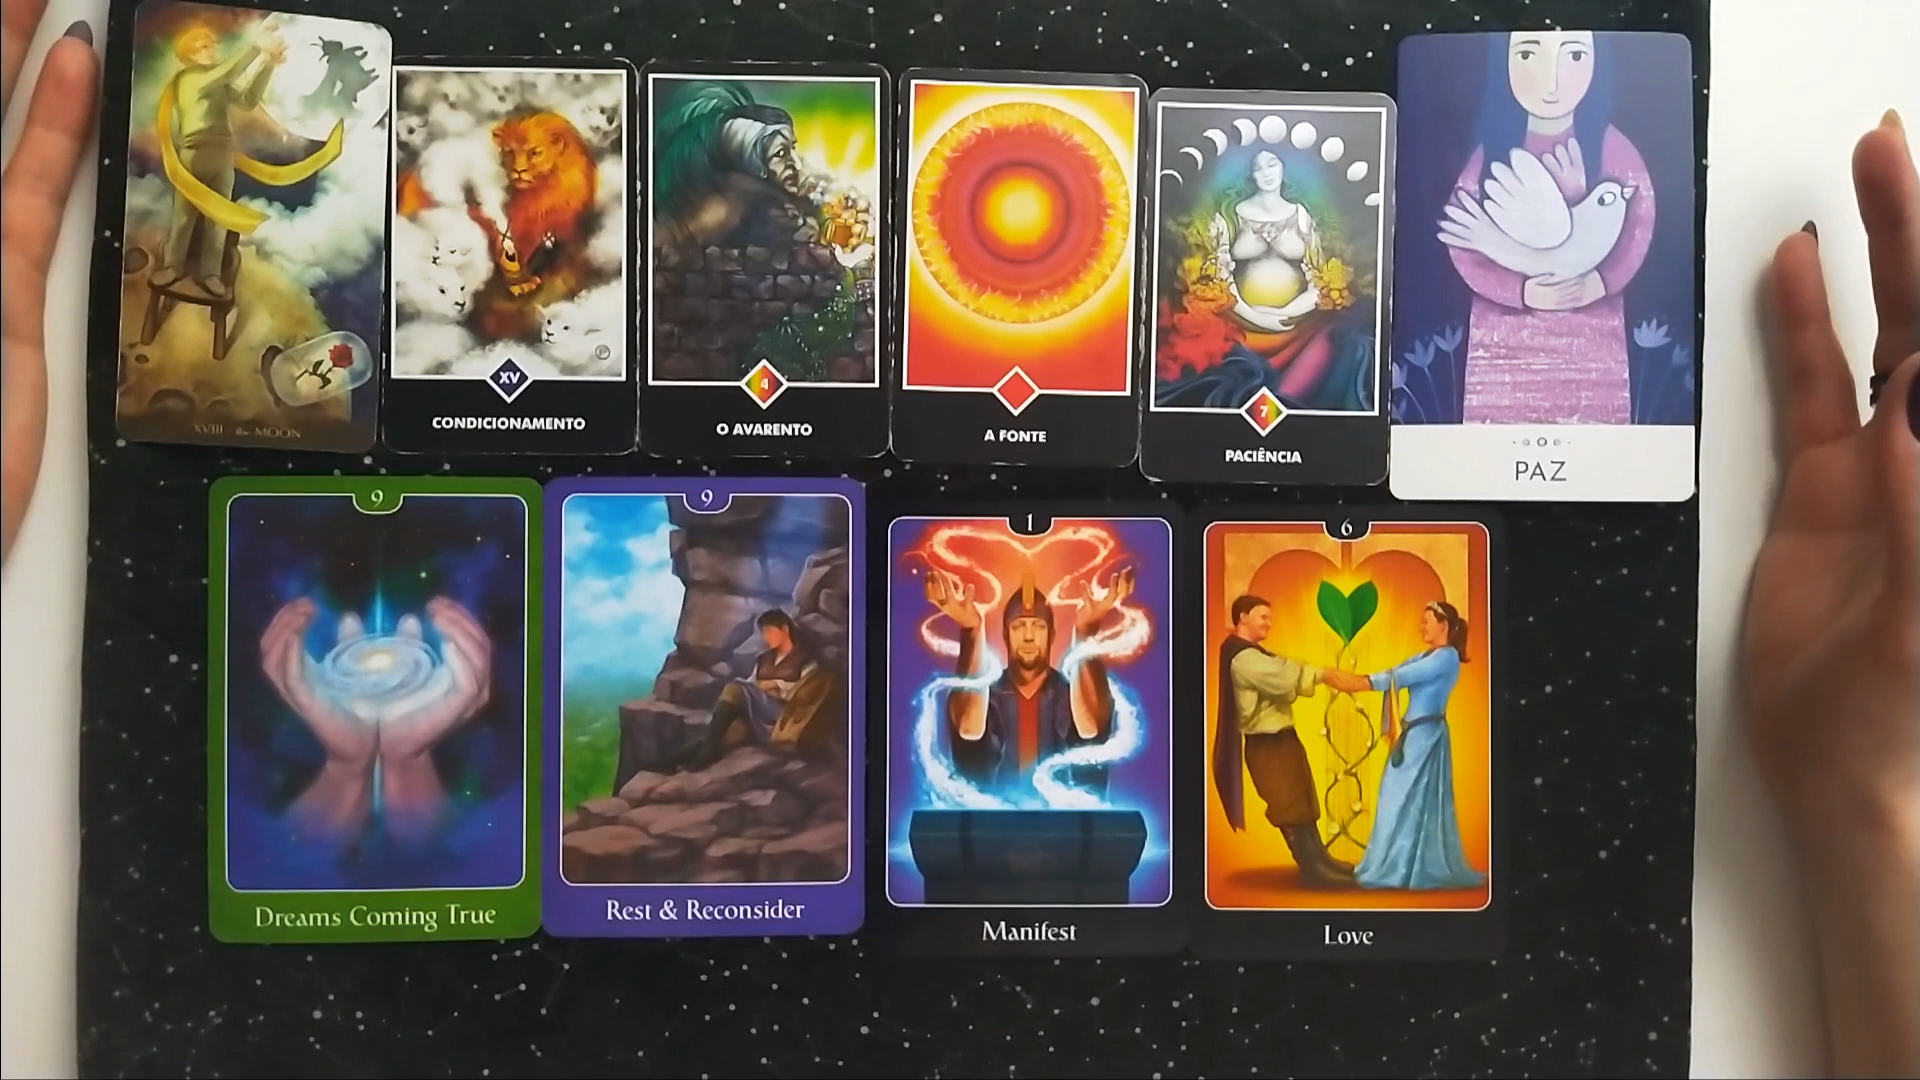 XVIII - the MOON
XV
CONDICIONAMENTO
4
O AVARENTO
A FONTE
7
PACIÊNCIA
PAZ
9
Dreams Coming True
9
Rest & Reconsider
1
Manifest
6
Love